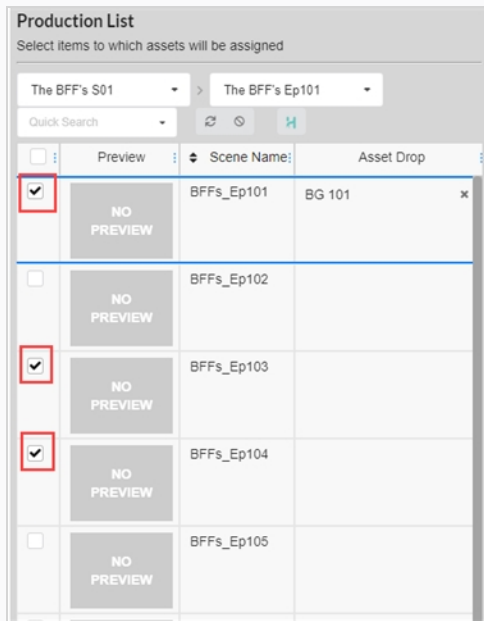 Production List
Select items to which assets will be assigned
The BFF's S01 > The BFF's Ep101
Quick Search
Preview Scene Name Asset Drop
NO PREVIEW BFFs_Ep101 BG 101
NO PREVIEW BFFs_Ep102
NO PREVIEW BFFs_Ep103
NO PREVIEW BFFs_Ep104
NO PREVIEW BFFs_Ep105